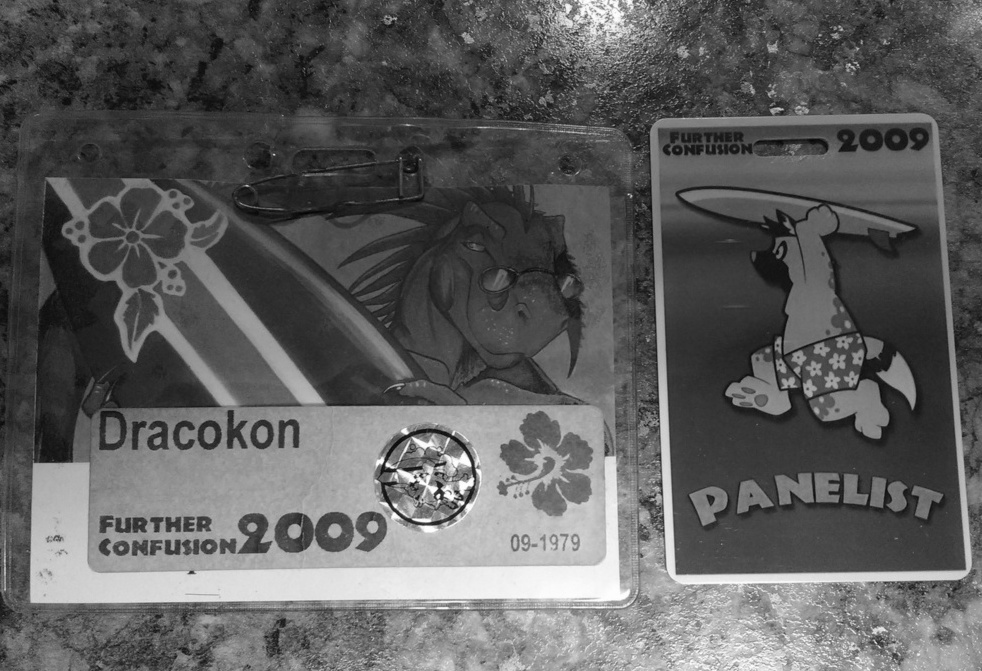 Dracokon
FURTHER
CONFUSION 2009
09-1979
FURTHER
CONFUSION 2009
PANELIST